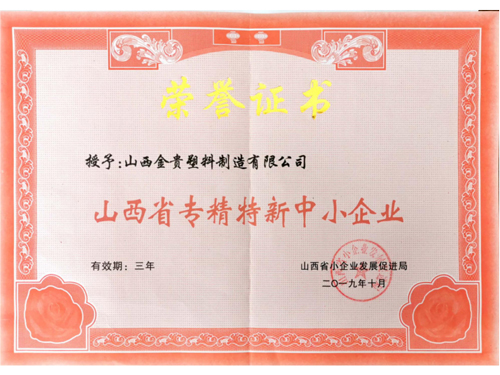 荣誉证书
授予：山西金贵塑料制造有限公司
山西省专精特新中小企业
有效期：三年
山西省小企业发展促进局
二〇一九年十月